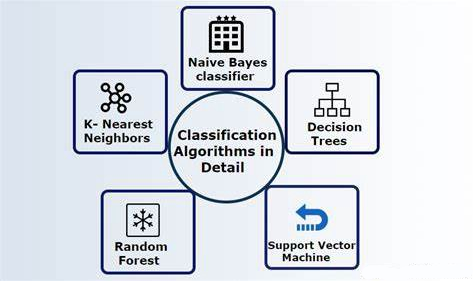 Naive Bayes
classifier
K- Nearest
Neighbors
Classification
Algorithms in
Detail
Decision
Trees
Random
Forest
Support Vector
Machine